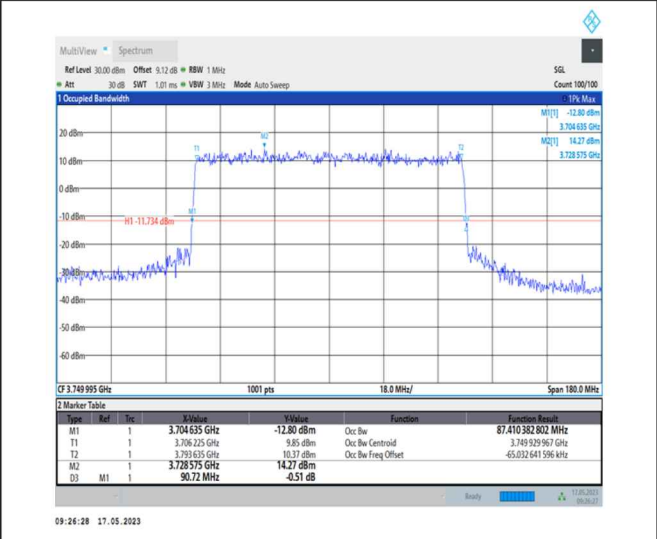 MultiView Spectrum
Ref Level 30.00 dBm Offset 9.12 dB RBW 1 MHz SGL
Att 30 dB SWT 1.01 ms VBW 3 MHz Mode Auto Sweep Count 100/100
1 Occupied Bandwidth 1Pk Max
M1[1] -12.80 dBm
3.704 635 GHz
M2[1] 14.27 dBm
3.728 575 GHz
20 dBm
T1 M2 T2
10 dBm
0 dBm
M1
-10 dBm
H1 -11.734 dBm
-20 dBm
-30 dBm
-40 dBm
-50 dBm
-60 dBm
CF 3.749 995 GHz 1001 pts 18.0 MHz/ Span 180.0 MHz
2 Marker Table
Type Ref Trc X-Value Y-Value Function Function Result
M1 1 3.704 635 GHz -12.80 dBm Occ Bw 87.410 382 802 MHz
T1 1 3.706 225 GHz 9.85 dBm Occ Bw Centroid 3.749 929 967 GHz
T2 1 3.793 635 GHz 10.37 dBm Occ Bw Freq Offset -65.032 641 596 kHz
M2 1 3.728 575 GHz 14.27 dBm
D3 M1 1 90.72 MHz -0.51 dB
Ready 17.05.2023
09:26:27
09:26:28 17.05.2023